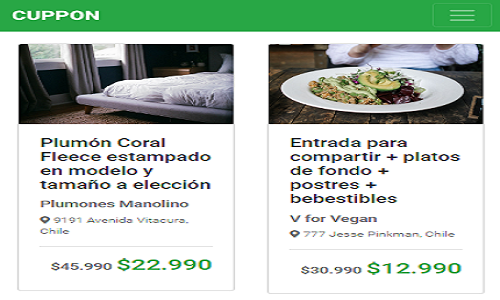 CUPPON
Plumón Coral
Fleece estampado
en modelo y
tamaño a elección
Plumones Manolino
9191 Avenida Vitacura,
Chile
$45.990 $22.990
Entrada para
compartir + platos
de fondo +
postres +
bebestibles
V for Vegan
777 Jesse Pinkman, Chile
$30.990 $12.990